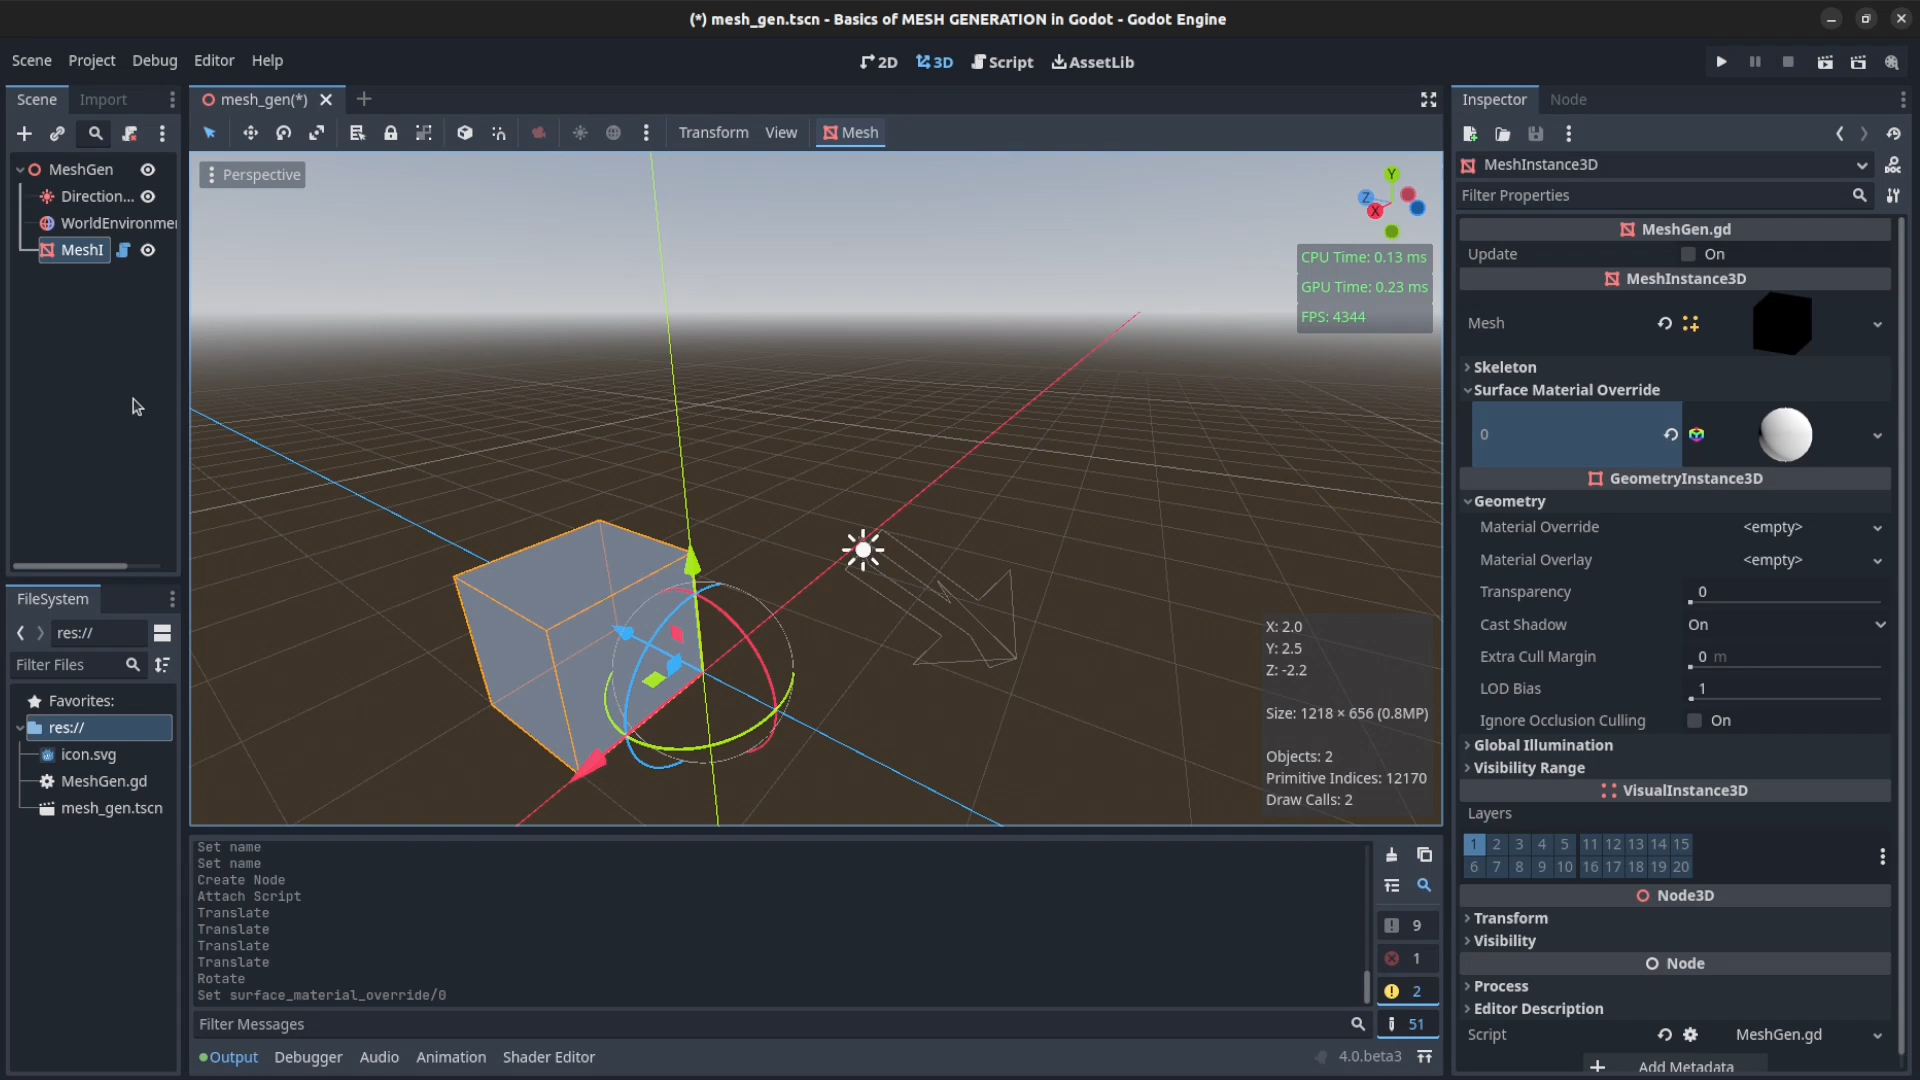 (*) mesh_gen.tscn - Basics of MESH GENERATION in Godot - Godot Engine
Scene Project Debug Editor Help
2D 3D Script AssetLib
Scene Import
mesh_gen(*)
Inspector Node
Transform View Mesh
MeshGen
Direction...
WorldEnvironme
MeshI
Perspective
Y
Z
X
CPU Time: 0.13 ms
GPU Time: 0.23 ms
FPS: 4344
X: 2.0
Y: 2.5
Z: -2.2
Size: 1218 × 656 (0.8MP)
Objects: 2
Primitive Indices: 12170
Draw Calls: 2
FileSystem
res://
Filter Files
Favorites:
res://
icon.svg
MeshGen.gd
mesh_gen.tscn
Set name
Set name
Create Node
Attach Script
Translate
Translate
Translate
Translate
Rotate
Set surface_material_override/0
9
1
2
Filter Messages
51
Output Debugger Audio Animation Shader Editor
4.0.beta3
MeshInstance3D
Filter Properties
MeshGen.gd
Update On
MeshInstance3D
Mesh
Skeleton
Surface Material Override
0
GeometryInstance3D
Geometry
Material Override <empty>
Material Overlay <empty>
Transparency 0
Cast Shadow On
Extra Cull Margin 0 m
LOD Bias 1
Ignore Occlusion Culling On
Global Illumination
Visibility Range
VisualInstance3D
Layers
1 2 3 4 5 11 12 13 14 15
6 7 8 9 10 16 17 18 19 20
Node3D
Transform
Visibility
Node
Process
Editor Description
Script MeshGen.gd
Add Metadata